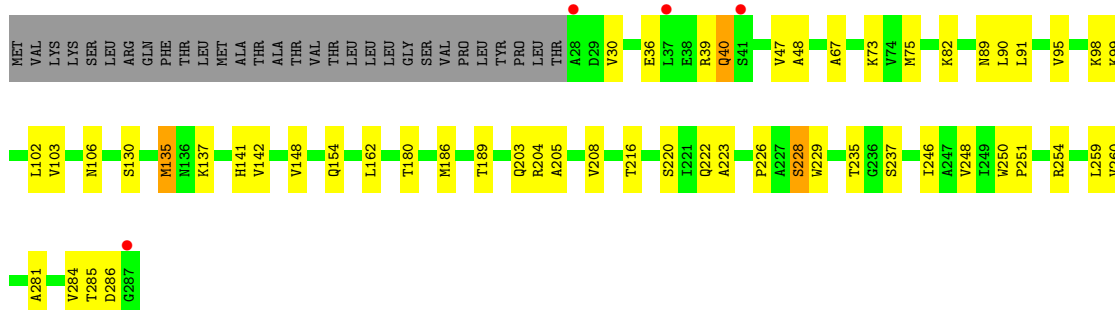 MET VAL LYS LYS SER LEU ARG GLN PHE THR LEU MET ALA THR ALA THR VAL THR LEU LEU LEU GLY SER VAL PRO LEU TYR PRO LEU THR A28 D29 V30 E36 L37 E38 R39 Q40 S41 V47 A48 A67 K73 V74 M75 K82 N89 L90 L91 V95 K98 K99
L102 V103 N106 S130 M135 N136 K137 H141 V142 V148 Q154 L162 T180 M186 T189 Q203 R204 A205 V208 T216 S220 I221 Q222 A223 P226 A227 S228 W229 T235 G236 S237 I246 A247 V248 I249 W250 P251 R254 L259
A281 V284 T285 D286 G287